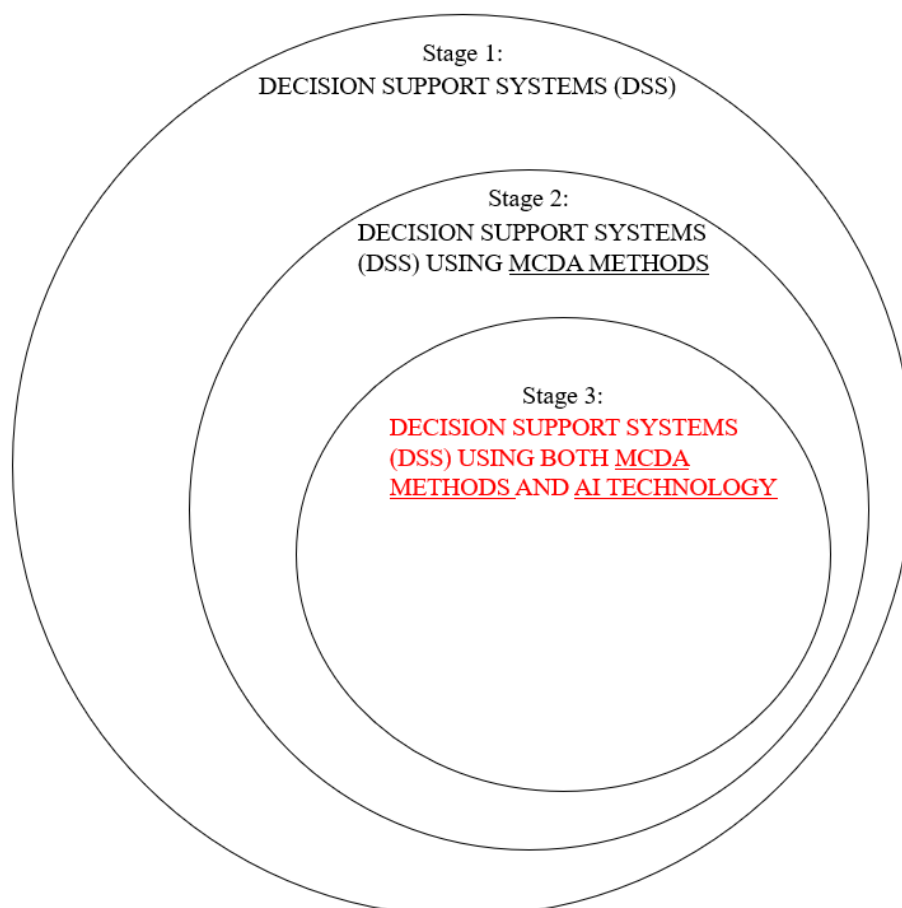 Stage 1:
DECISION SUPPORT SYSTEMS (DSS)
Stage 2:
DECISION SUPPORT SYSTEMS
(DSS) USING MCDA METHODS
Stage 3:
DECISION SUPPORT SYSTEMS
(DSS) USING BOTH MCDA
METHODS AND AI TECHNOLOGY